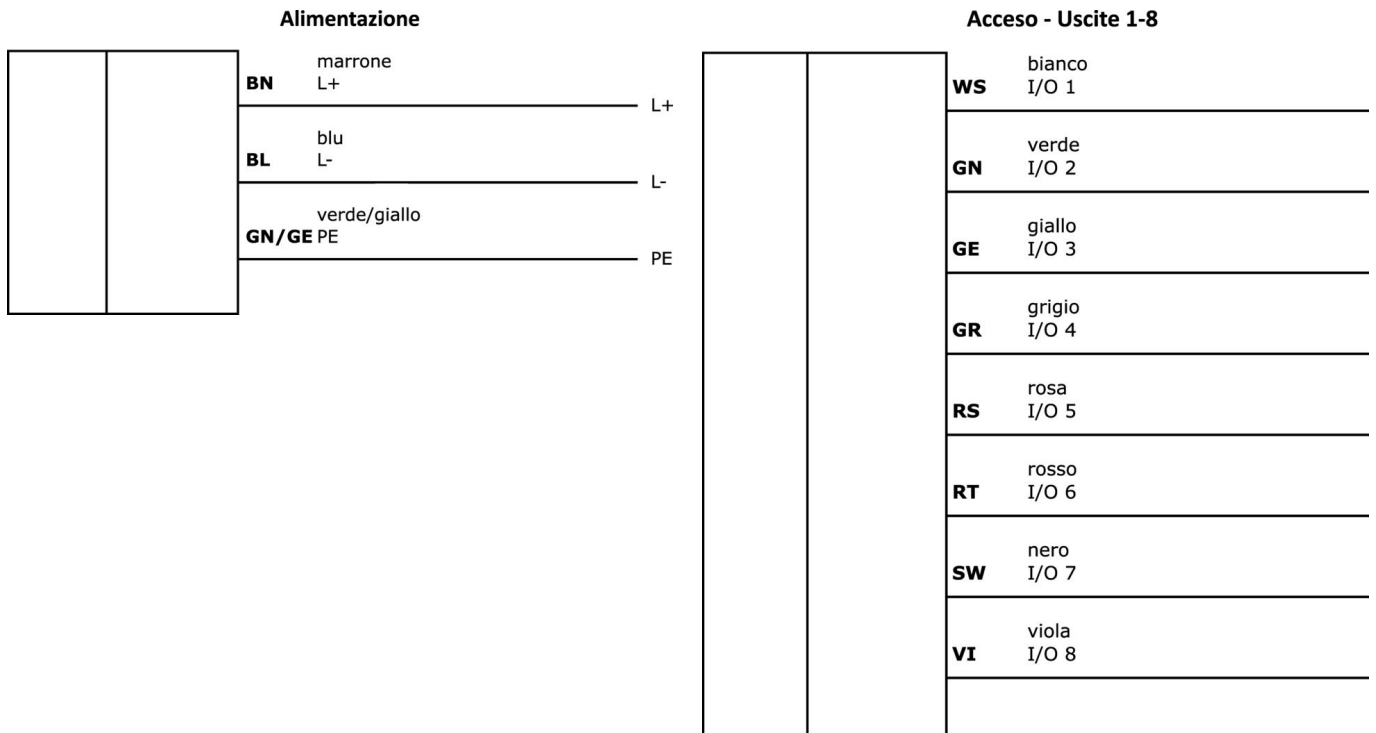 Alimentazione
marrone
BN L+
L+
blu
BL L-
L-
verde/giallo
GN/GE PE
PE
Acceso - Uscite 1-8
bianco
WS I/O 1
verde
GN I/O 2
giallo
GE I/O 3
grigio
GR I/O 4
rosa
RS I/O 5
rosso
RT I/O 6
nero
SW I/O 7
viola
VI I/O 8